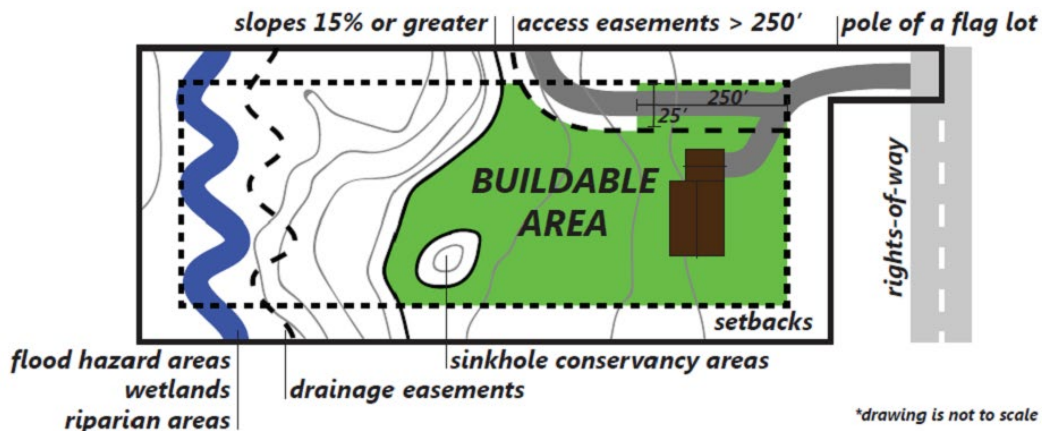 slopes 15% or greater
access easements > 250'
pole of a flag lot
250'
25'
BUILDABLE
AREA
rights-of-way
setbacks
flood hazard areas
wetlands
riparian areas
drainage easements
sinkhole conservancy areas
*drawing is not to scale